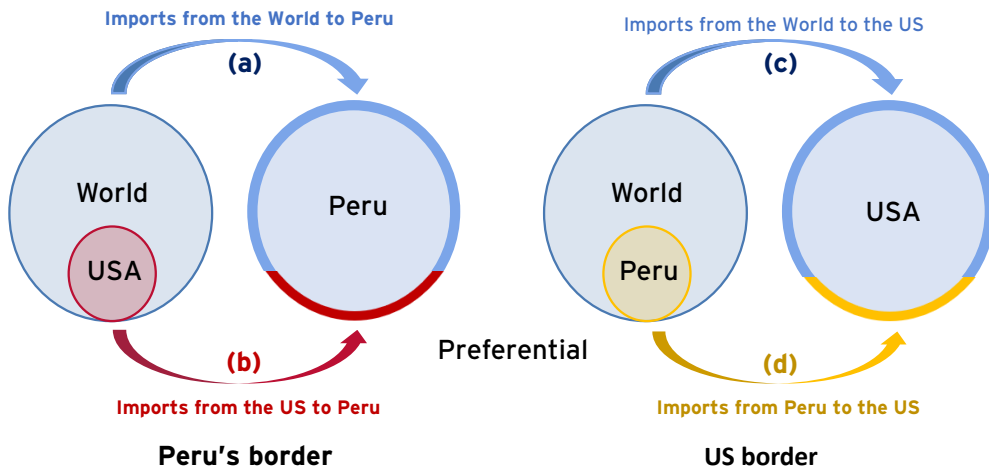 Imports from the World to Peru
(a)
World
USA
Peru
(b)
Imports from the US to Peru
Peru's border
Preferential
Imports from the World to the US
(c)
World
Peru
USA
(d)
Imports from Peru to the US
US border